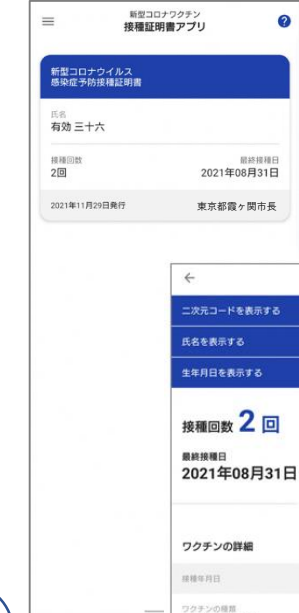 新型コロナワクチン
接種証明書アプリ
?
新型コロナウイルス
感染症予防接種証明書
氏名
有効 三十六
接種回数
最終接種日
2回
2021年08月31日
2021年11月29日発行
東京都霞ヶ関市長
二次元コードを表示する
氏名を表示する
生年月日を表示する
接種回数 2 回
最終接種日
2021年08月31日
ワクチンの詳細
接種年月日
ワクチンの種類